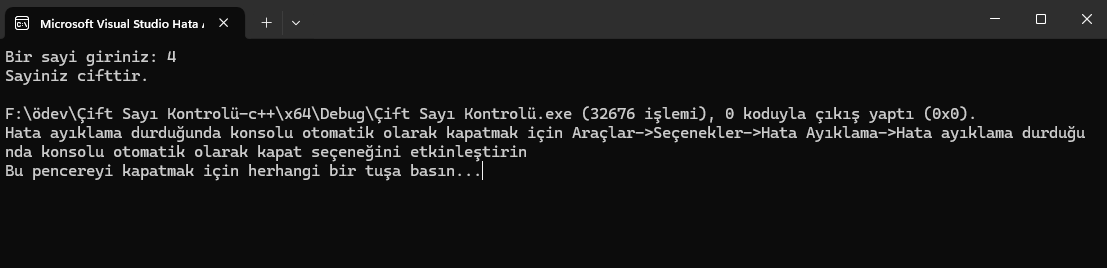 Microsoft Visual Studio Hata A
Bir sayi giriniz: 4
Sayiniz cifttir.
F:\ödev\Çift Sayı Kontrolü-c++\x64\Debug\Çift Sayı Kontrolü.exe (32676 işlemi), 0 koduyla çıkış yaptı (0x0).
Hata ayıklama durduğunda konsolu otomatik olarak kapatmak için Araçlar->Seçenekler->Hata Ayıklama->Hata ayıklama durduğu
nda konsolu otomatik olarak kapat seçeneğini etkinleştirin
Bu pencereyi kapatmak için herhangi bir tuşa basın...